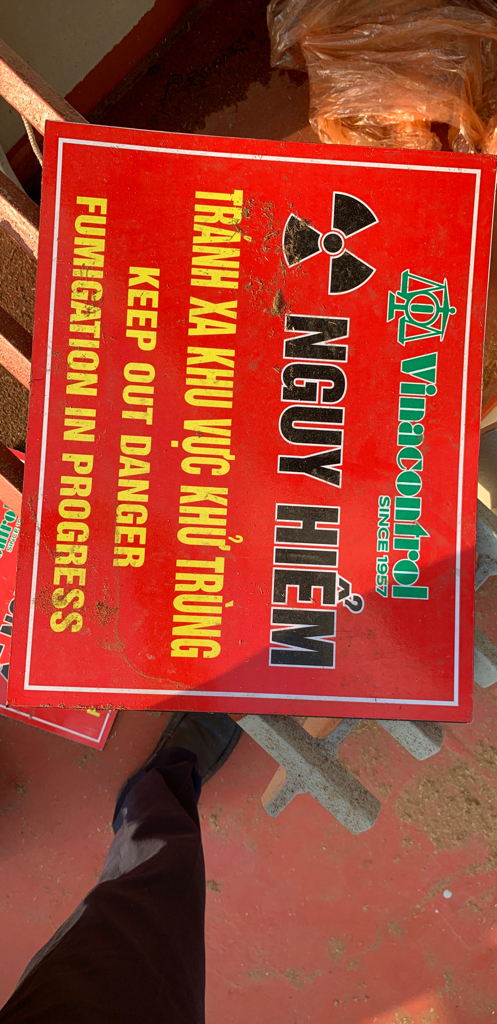 Vinacontrol
SINCE 1957
NGUY HIỂM
TRÁNH XA KHU VỰC KHỬ TRÙNG
KEEP OUT DANGER
FUMIGATION IN PROGRESS